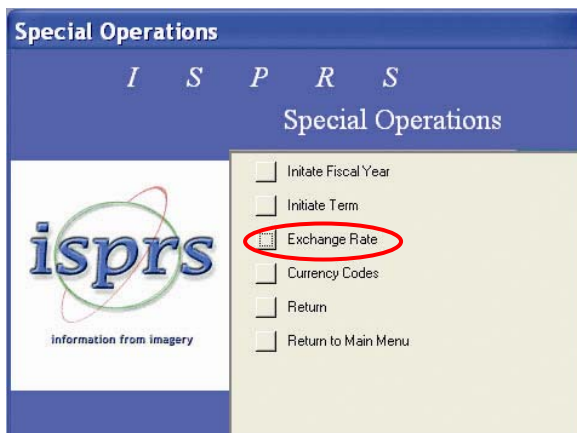 Special Operations
I S P R S
Special Operations
Initate Fiscal Year
Initiate Term
Exchange Rate
Currency Codes
Return
Return to Main Menu
isprs
information from imagery